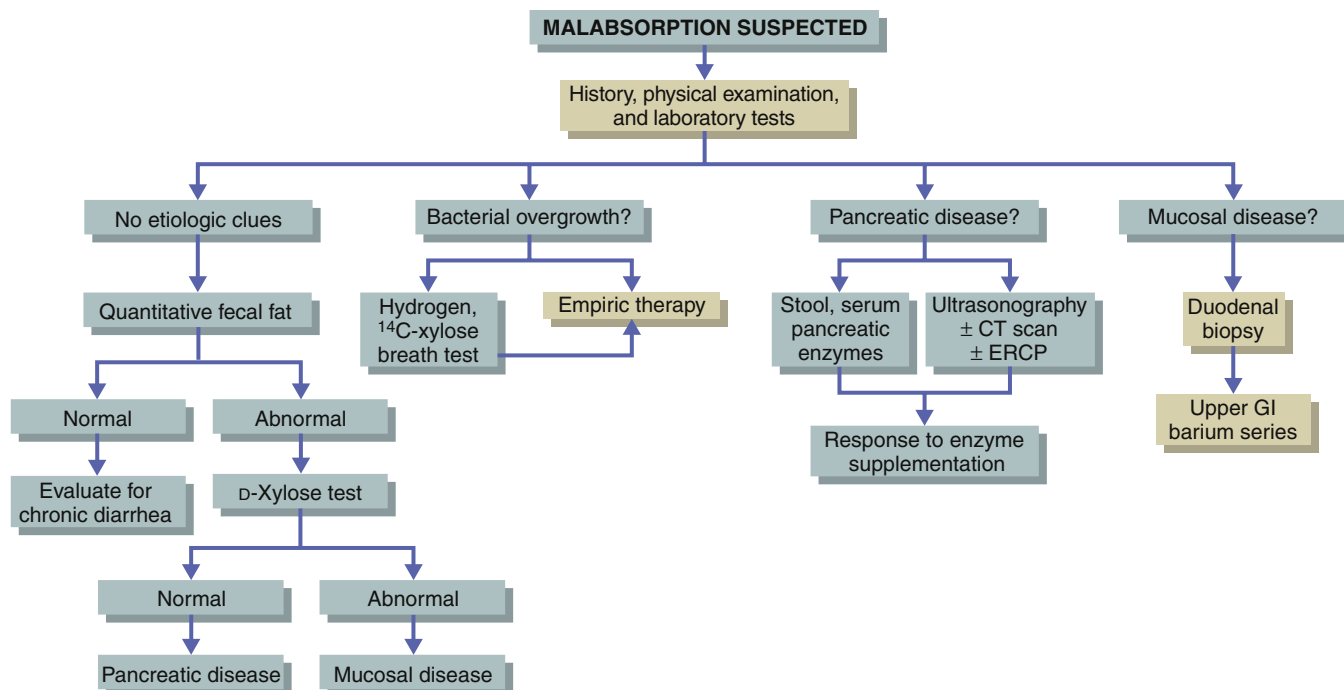 MALABSORPTION SUSPECTED
History, physical examination,
and laboratory tests
No etiologic clues
Bacterial overgrowth?
Pancreatic disease?
Mucosal disease?
Quantitative fecal fat
Hydrogen,
¹⁴C-xylose
breath test
Empiric therapy
Stool, serum
pancreatic
enzymes
Ultrasonography
± CT scan
± ERCP
Duodenal
biopsy
Normal
Abnormal
Response to enzyme
supplementation
Upper GI
barium series
Evaluate for
chronic diarrhea
D-Xylose test
Normal
Abnormal
Pancreatic disease
Mucosal disease